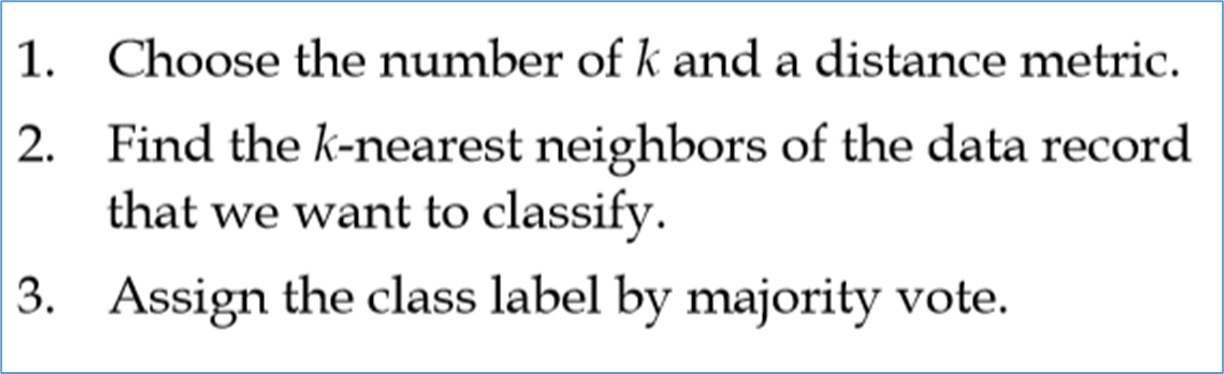 1. Choose the number of k and a distance metric.
2. Find the k-nearest neighbors of the data record
that we want to classify.
3. Assign the class label by majority vote.